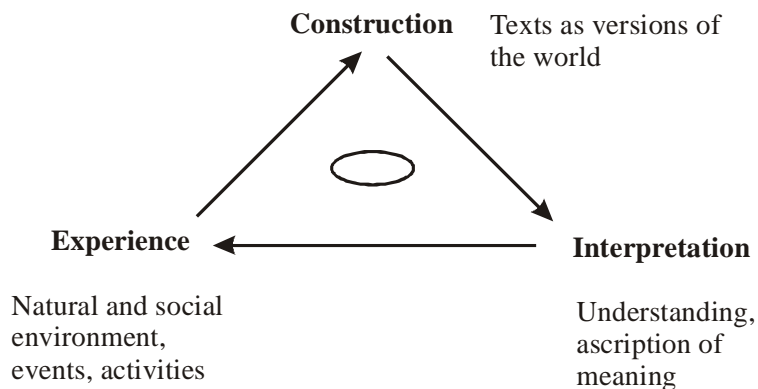 Construction
Texts as versions of
the world
Experience
Interpretation
Natural and social
environment,
events, activities
Understanding,
ascription of
meaning